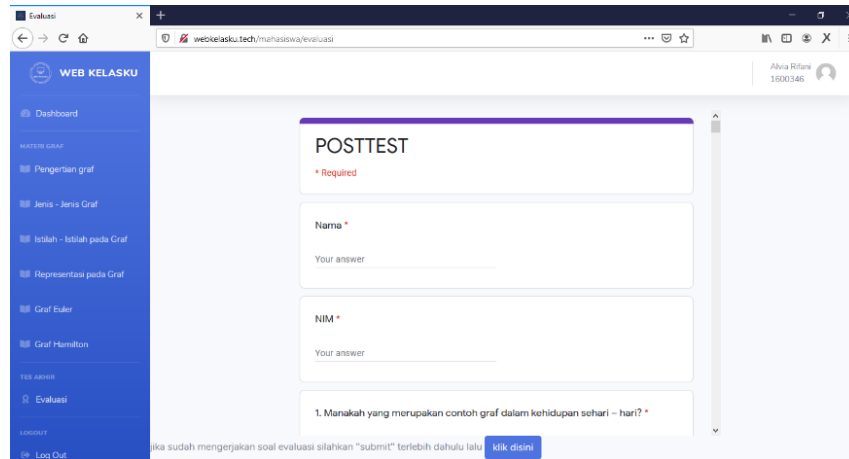 Evaluasi
webkelasku.tech/mahasiswa/evaluasi
WEB KELASKU
Alvia Rifani
1600346
Dashboard
MATERI GRAF
Pengertian graf
Jenis - Jenis Graf
Istilah - Istilah pada Graf
Representasi pada Graf
Graf Euler
Graf Hamilton
TES AKHIR
Evaluasi
LOGOUT
Log Out
POSTTEST
* Required
Nama *
Your answer
NIM *
Your answer
1. Manakah yang merupakan contoh graf dalam kehidupan sehari – hari? *
jika sudah mengerjakan soal evaluasi silahkan "submit" terlebih dahulu lalu klik disini